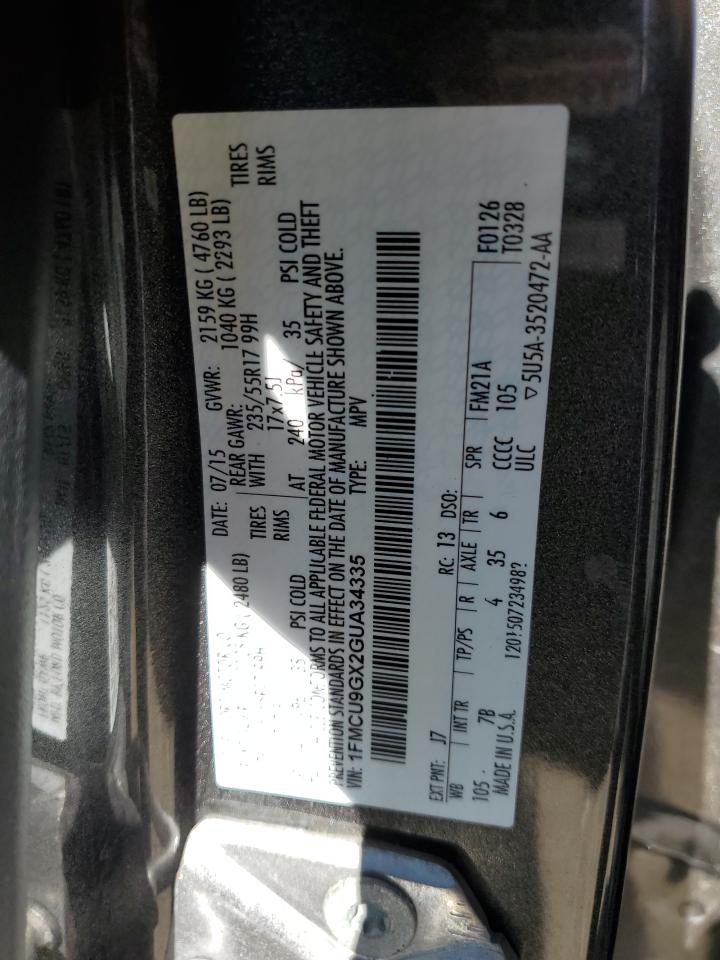 DATE: 07/15 GVWR: 2159 KG ( 4760 LB)
KG ( 2480 LB) REAR GAWR: 1040 KG ( 2293 LB)
TIRES WITH 235/55R17 99H TIRES
RIMS 17x7.5J RIMS
PSI COLD AT 240 kPa/ 35 PSI COLD
CONFORMS TO ALL APPLICABLE FEDERAL MOTOR VEHICLE SAFETY AND THEFT
PREVENTION STANDARDS IN EFFECT ON THE DATE OF MANUFACTURE SHOWN ABOVE.
VIN: 1FMCU9GX2GUA34335 TYPE: MPV
EXT PNT: J7 RC: 13 DSO: F0126
WB INT TR TP/PS R AXLE TR SPR FM21A T0328
105 7B 4 35 6 CCCC 105
MADE IN U.S.A. ULC ▽5U5A-3520472-AA